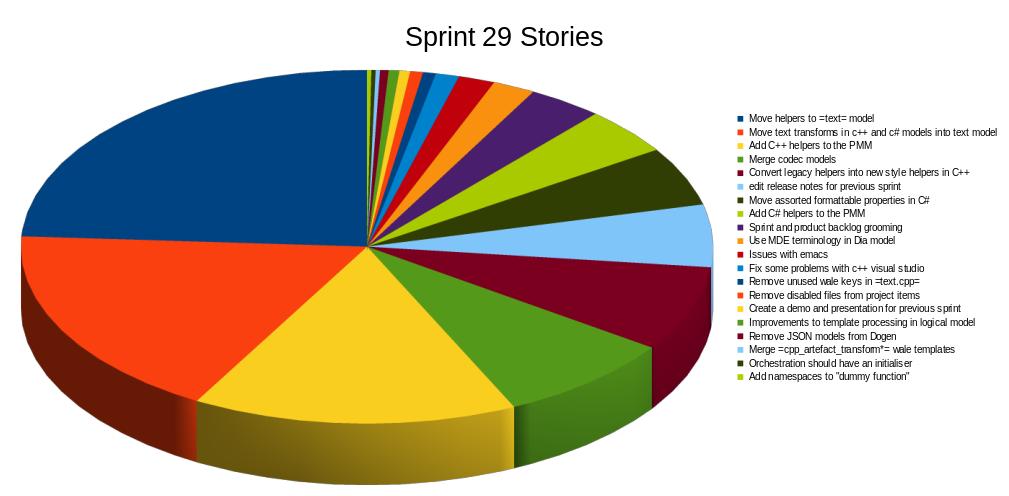 Sprint 29 Stories
Move helpers to =text= model
Move text transforms in c++ and c# models into text model
Add C++ helpers to the PMM
Merge codec models
Convert legacy helpers into new style helpers in C++
edit release notes for previous sprint
Move assorted formattable properties in C#
Add C# helpers to the PMM
Sprint and product backlog grooming
Use MDE terminology in Dia model
Issues with emacs
Fix some problems with c++ visual studio
Remove unused wale keys in =text.cpp=
Remove disabled files from project items
Create a demo and presentation for previous sprint
Improvements to template processing in logical model
Remove JSON models from Dogen
Merge =cpp_artefact_transform*= wale templates
Orchestration should have an initialiser
Add namespaces to "dummy function"